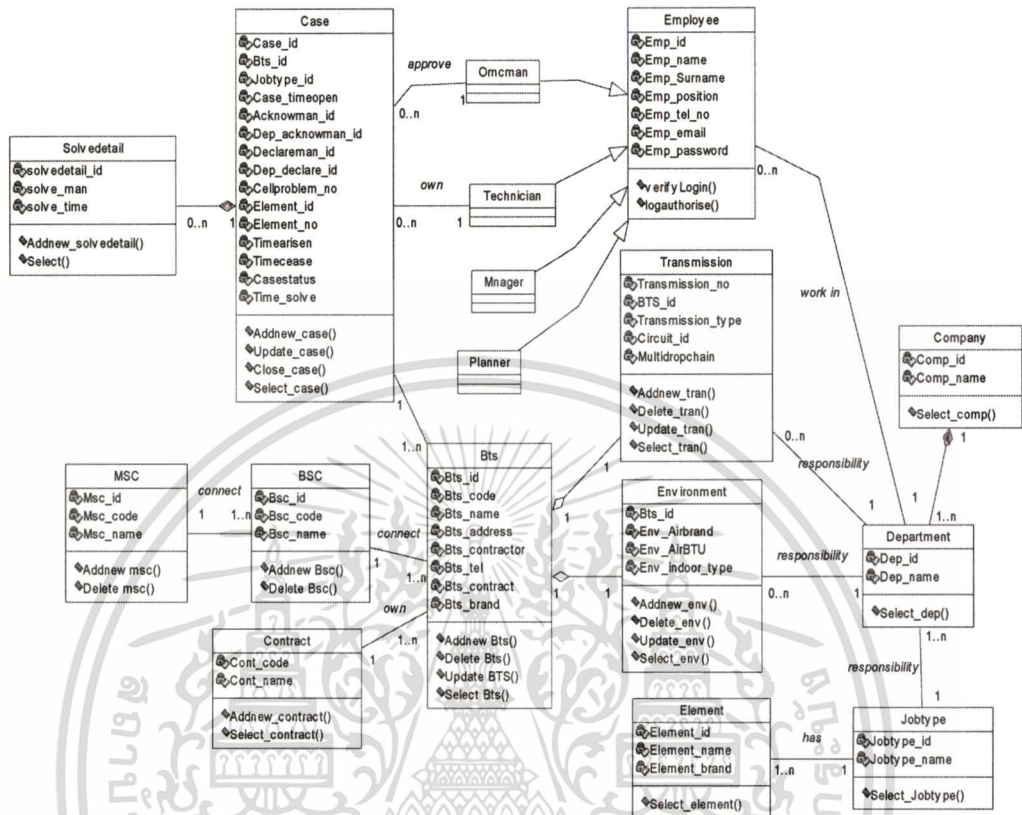 Case
Case_id
Bts_id
Jobtype_id
Case_timeopen
Acknowman_id
Dep_acknowman_id
Declareman_id
Dep_declare_id
Cellproblem_no
Element_id
Element_no
Timearisen
Timecease
Casestatus
Time_solve
Addnew_case()
Update_case()
Close_case()
Select_case()
Solvedetail
solvedetail_id
solve_man
solve_time
Addnew_solvedetail()
Select()
0..n
1
approve
0..n
1
Omcman
own
0..n
1
Technician
Mnager
Planner
Employee
Emp_id
Emp_name
Emp_Surname
Emp_position
Emp_tel_no
Emp_email
Emp_password
verifyLogin()
logauthorise()
0..n
work in
1
Transmission
Transmission_no
BTS_id
Transmission_type
Circuit_id
Multidropchain
Addnew_tran()
Delete_tran()
Update_tran()
Select_tran()
0..n
responsibility
1
1
1
Company
Comp_id
Comp_name
Select_comp()
1
1..n
1
1..n
MSC
Msc_id
Msc_code
Msc_name
Addnew msc()
Delete msc()
connect
1
1..n
BSC
Bsc_id
Bsc_code
Bsc_name
Addnew Bsc()
Delete Bsc()
connect
1
1..n
Bts
Bts_id
Bts_code
Bts_name
Bts_address
Bts_contractor
Bts_tel
Bts_contract
Bts_brand
Addnew Bts()
Delete Bts()
Update BTS()
Select Bts()
own
1..n
1
Contract
Cont_code
Cont_name
Addnew_contract()
Select_contract()
1
1
Environment
Bts_id
Env_Airbrand
Env_AirBTU
Env_indoor_type
Addnew_env()
Delete_env()
Update_env()
Select_env()
responsibility
0..n
1
Department
Dep_id
Dep_name
Select_dep()
1..n
responsibility
1
Element
Element_id
Element_name
Element_brand
Select_element()
has
1..n
1
Jobtype
Jobtype_id
Jobtype_name
Select_Jobtype()